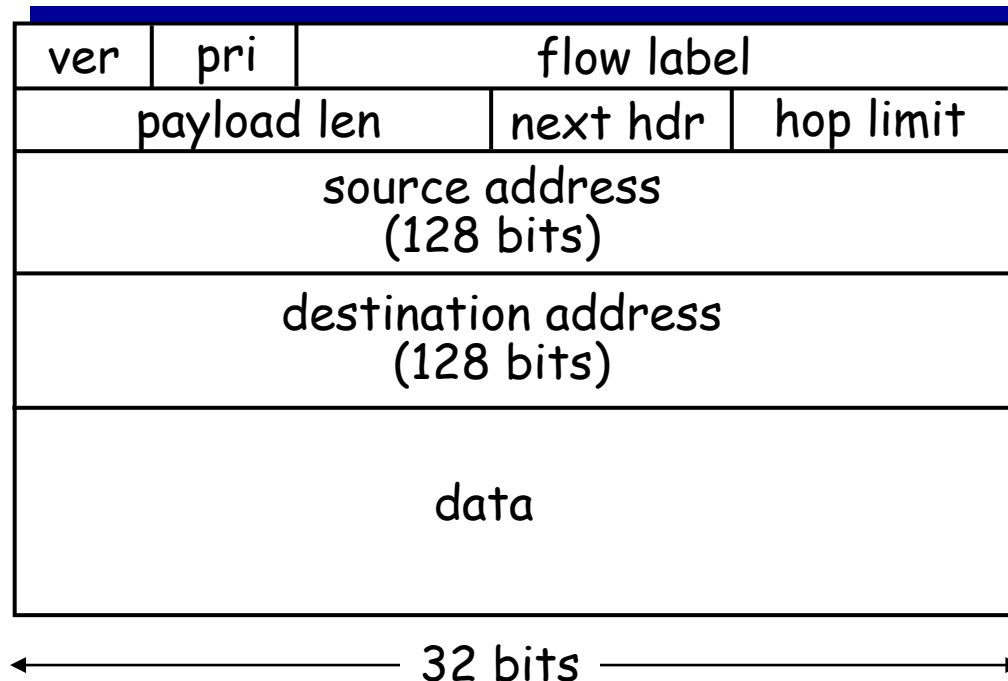 ver pri flow label
payload len next hdr hop limit
source address
(128 bits)
destination address
(128 bits)
data
32 bits